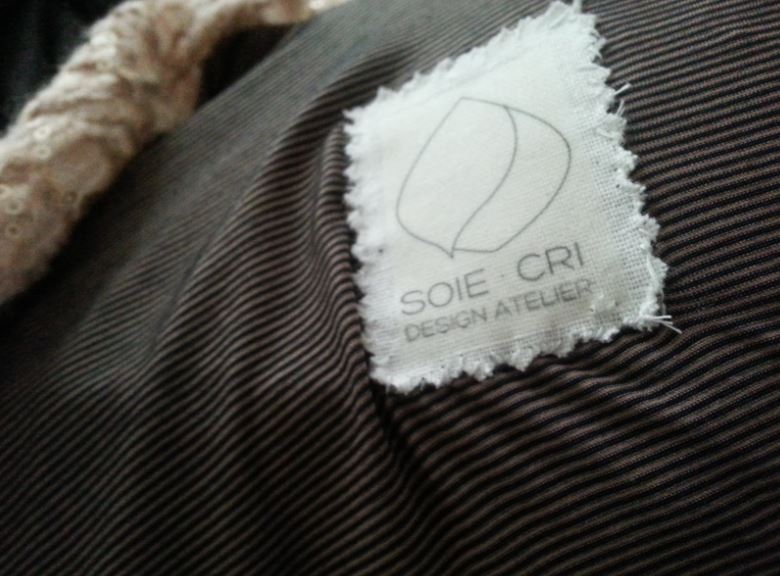 SOIE · CRI
DESIGN ATELIER